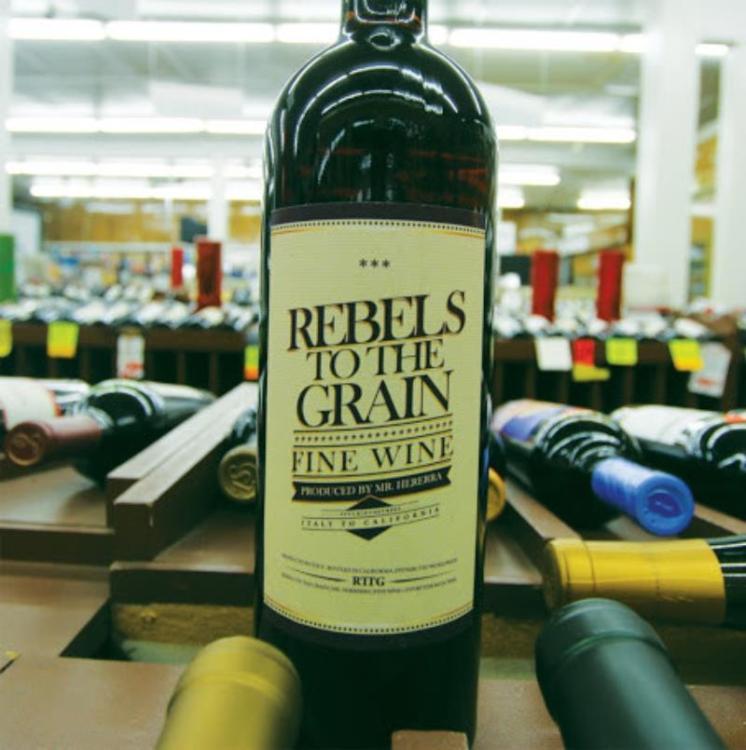 ***
REBELS
TO THE
GRAIN
FINE WINE
PRODUCED BY MR. HERERRA
ITALY TO CALIFORNIA
RTTG